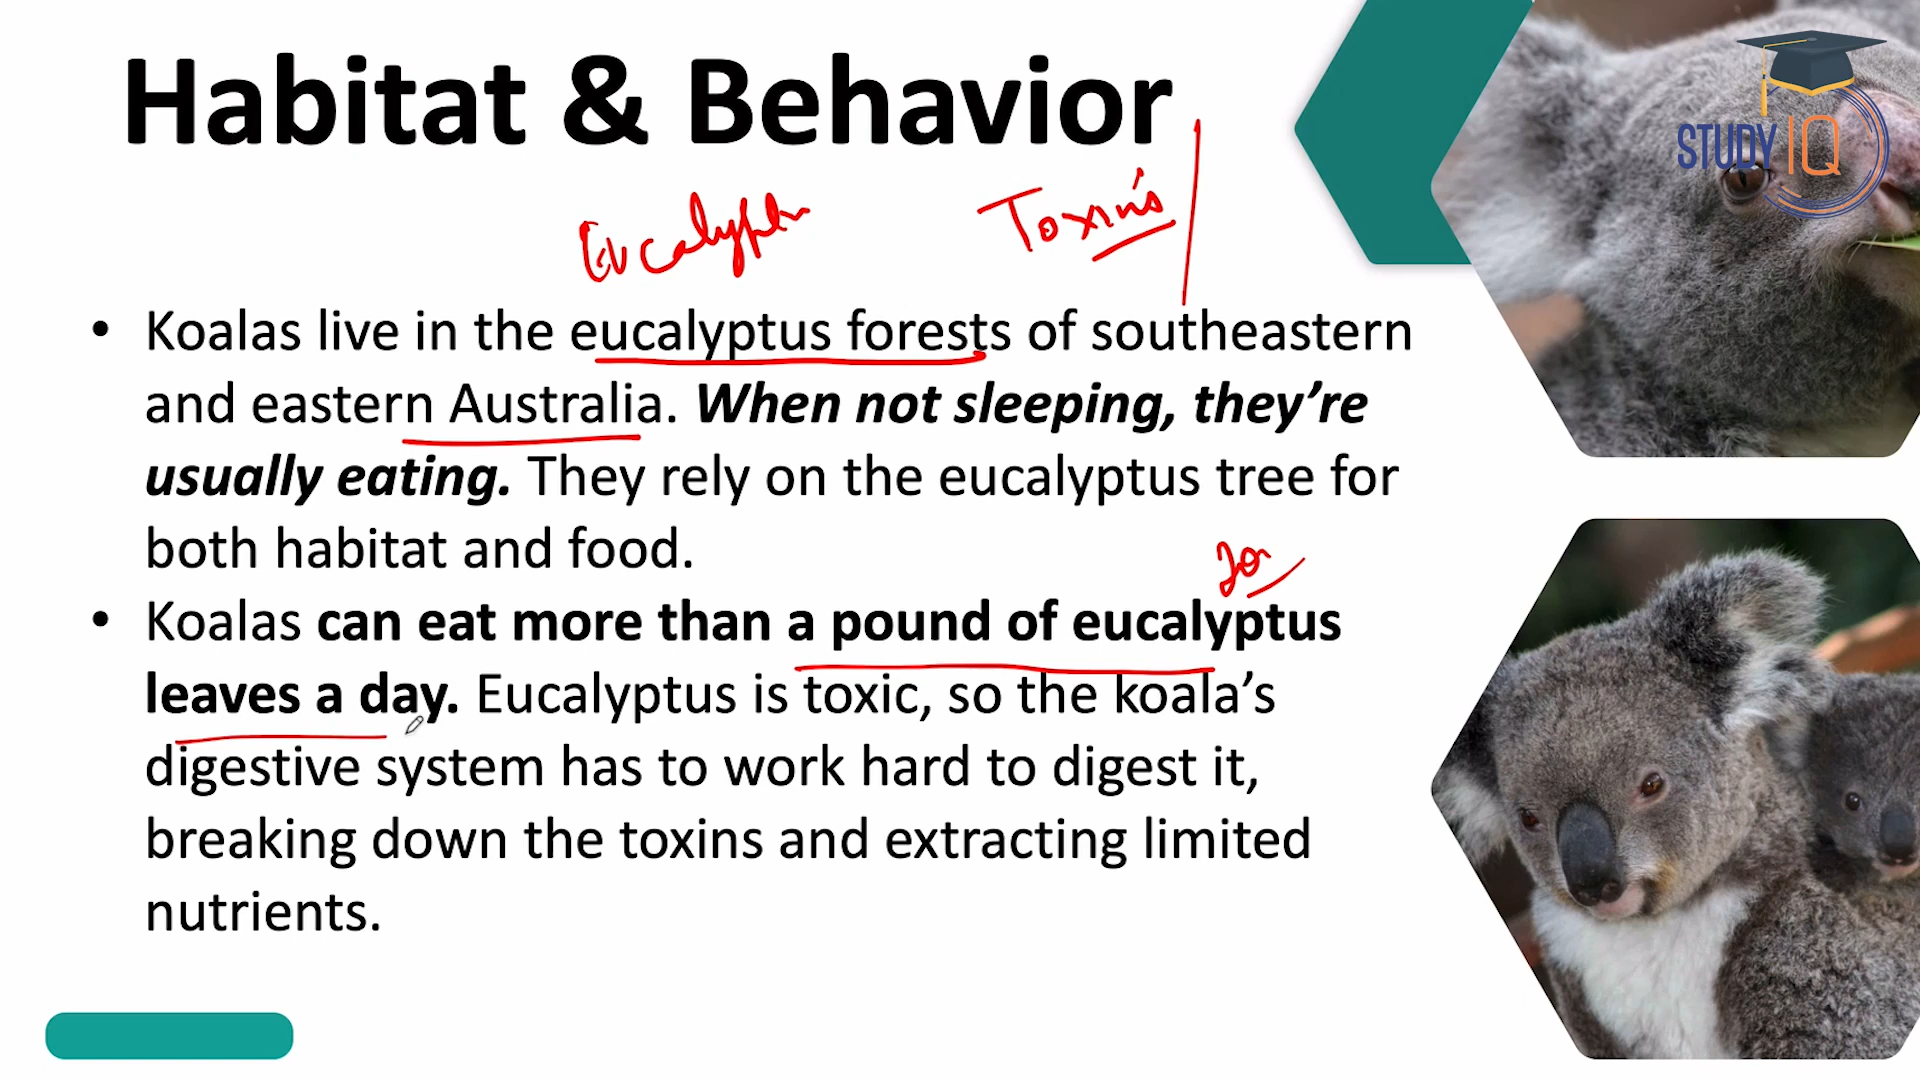 Habitat & Behavior
STUDY IQ
Toxins
• Koalas live in the eucalyptus forests of southeastern
and eastern Australia. When not sleeping, they’re
usually eating. They rely on the eucalyptus tree for
both habitat and food.
• Koalas can eat more than a pound of eucalyptus
leaves a day. Eucalyptus is toxic, so the koala’s
digestive system has to work hard to digest it,
breaking down the toxins and extracting limited
nutrients.